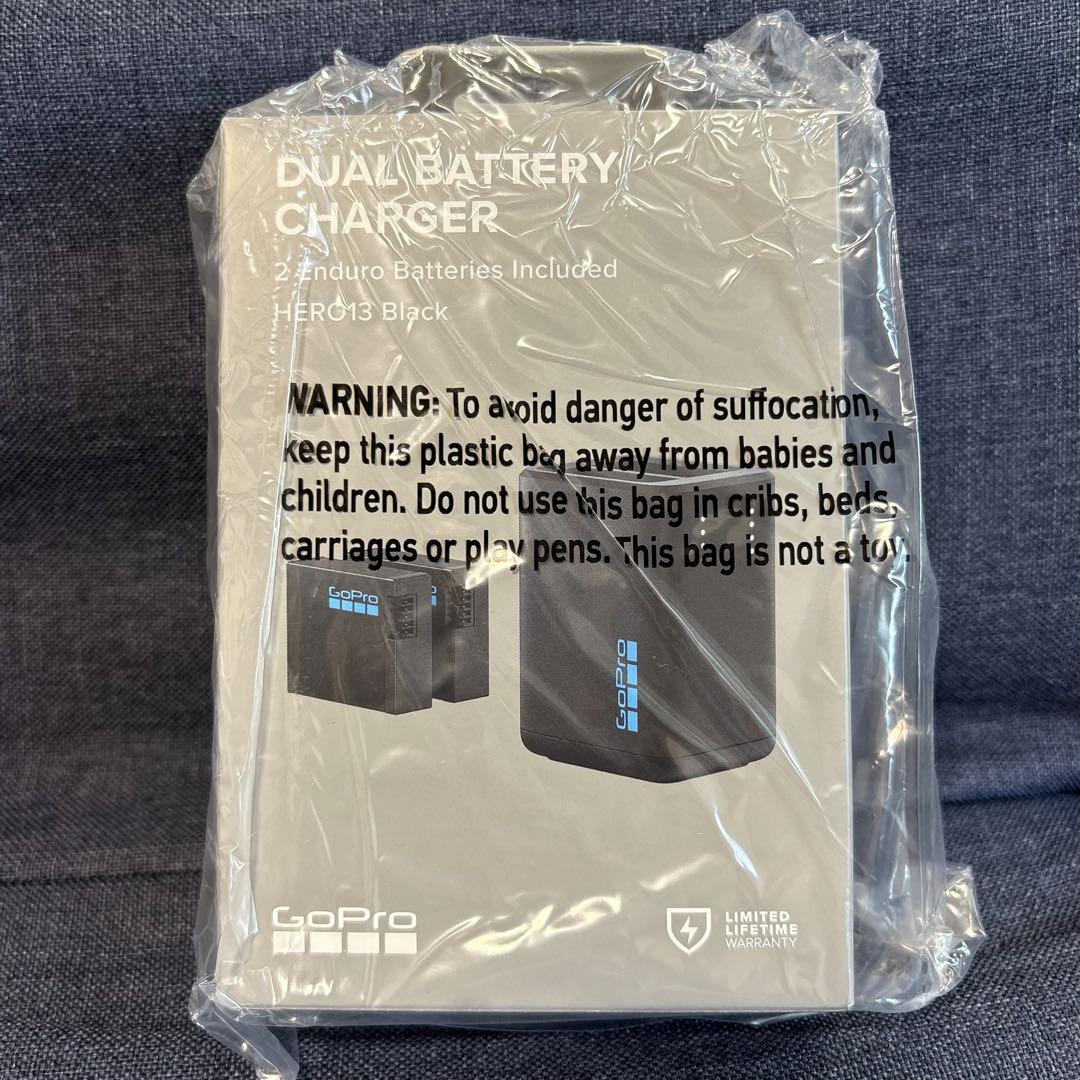 DUAL BATTERY
CHARGER
2 Enduro Batteries Included
HERO13 Black
WARNING: To avoid danger of suffocation,
keep this plastic bag away from babies and
children. Do not use this bag in cribs, beds,
carriages or play pens. This bag is not a toy.
GoPro
GoPro
GoPro
LIMITED
LIFETIME
WARRANTY